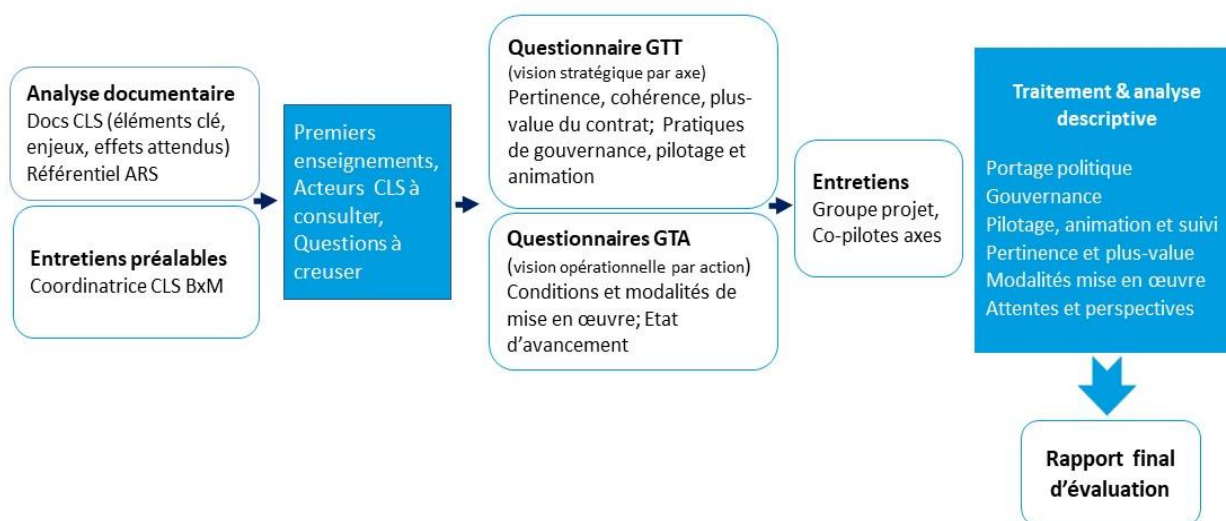 Analyse documentaire
Docs CLS (éléments clé,
enjeux, effets attendus)
Référentiel ARS
Entretiens préalables
Coordinatrice CLS BxM
Premiers
enseignements,
Acteurs CLS à
consulter,
Questions à
creuser
Questionnaire GTT
(vision stratégique par axe)
Pertinence, cohérence, plus-
value du contrat; Pratiques
de gouvernance, pilotage et
animation
Questionnaires GTA
(vision opérationnelle par action)
Conditions et modalités de
mise en œuvre; Etat
d’avancement
Entretiens
Groupe projet,
Co-pilotes axes
Traitement & analyse
descriptive
Portage politique
Gouvernance
Pilotage, animation et suivi
Pertinence et plus-value
Modalités mise en œuvre
Attentes et perspectives
Rapport final
d’évaluation